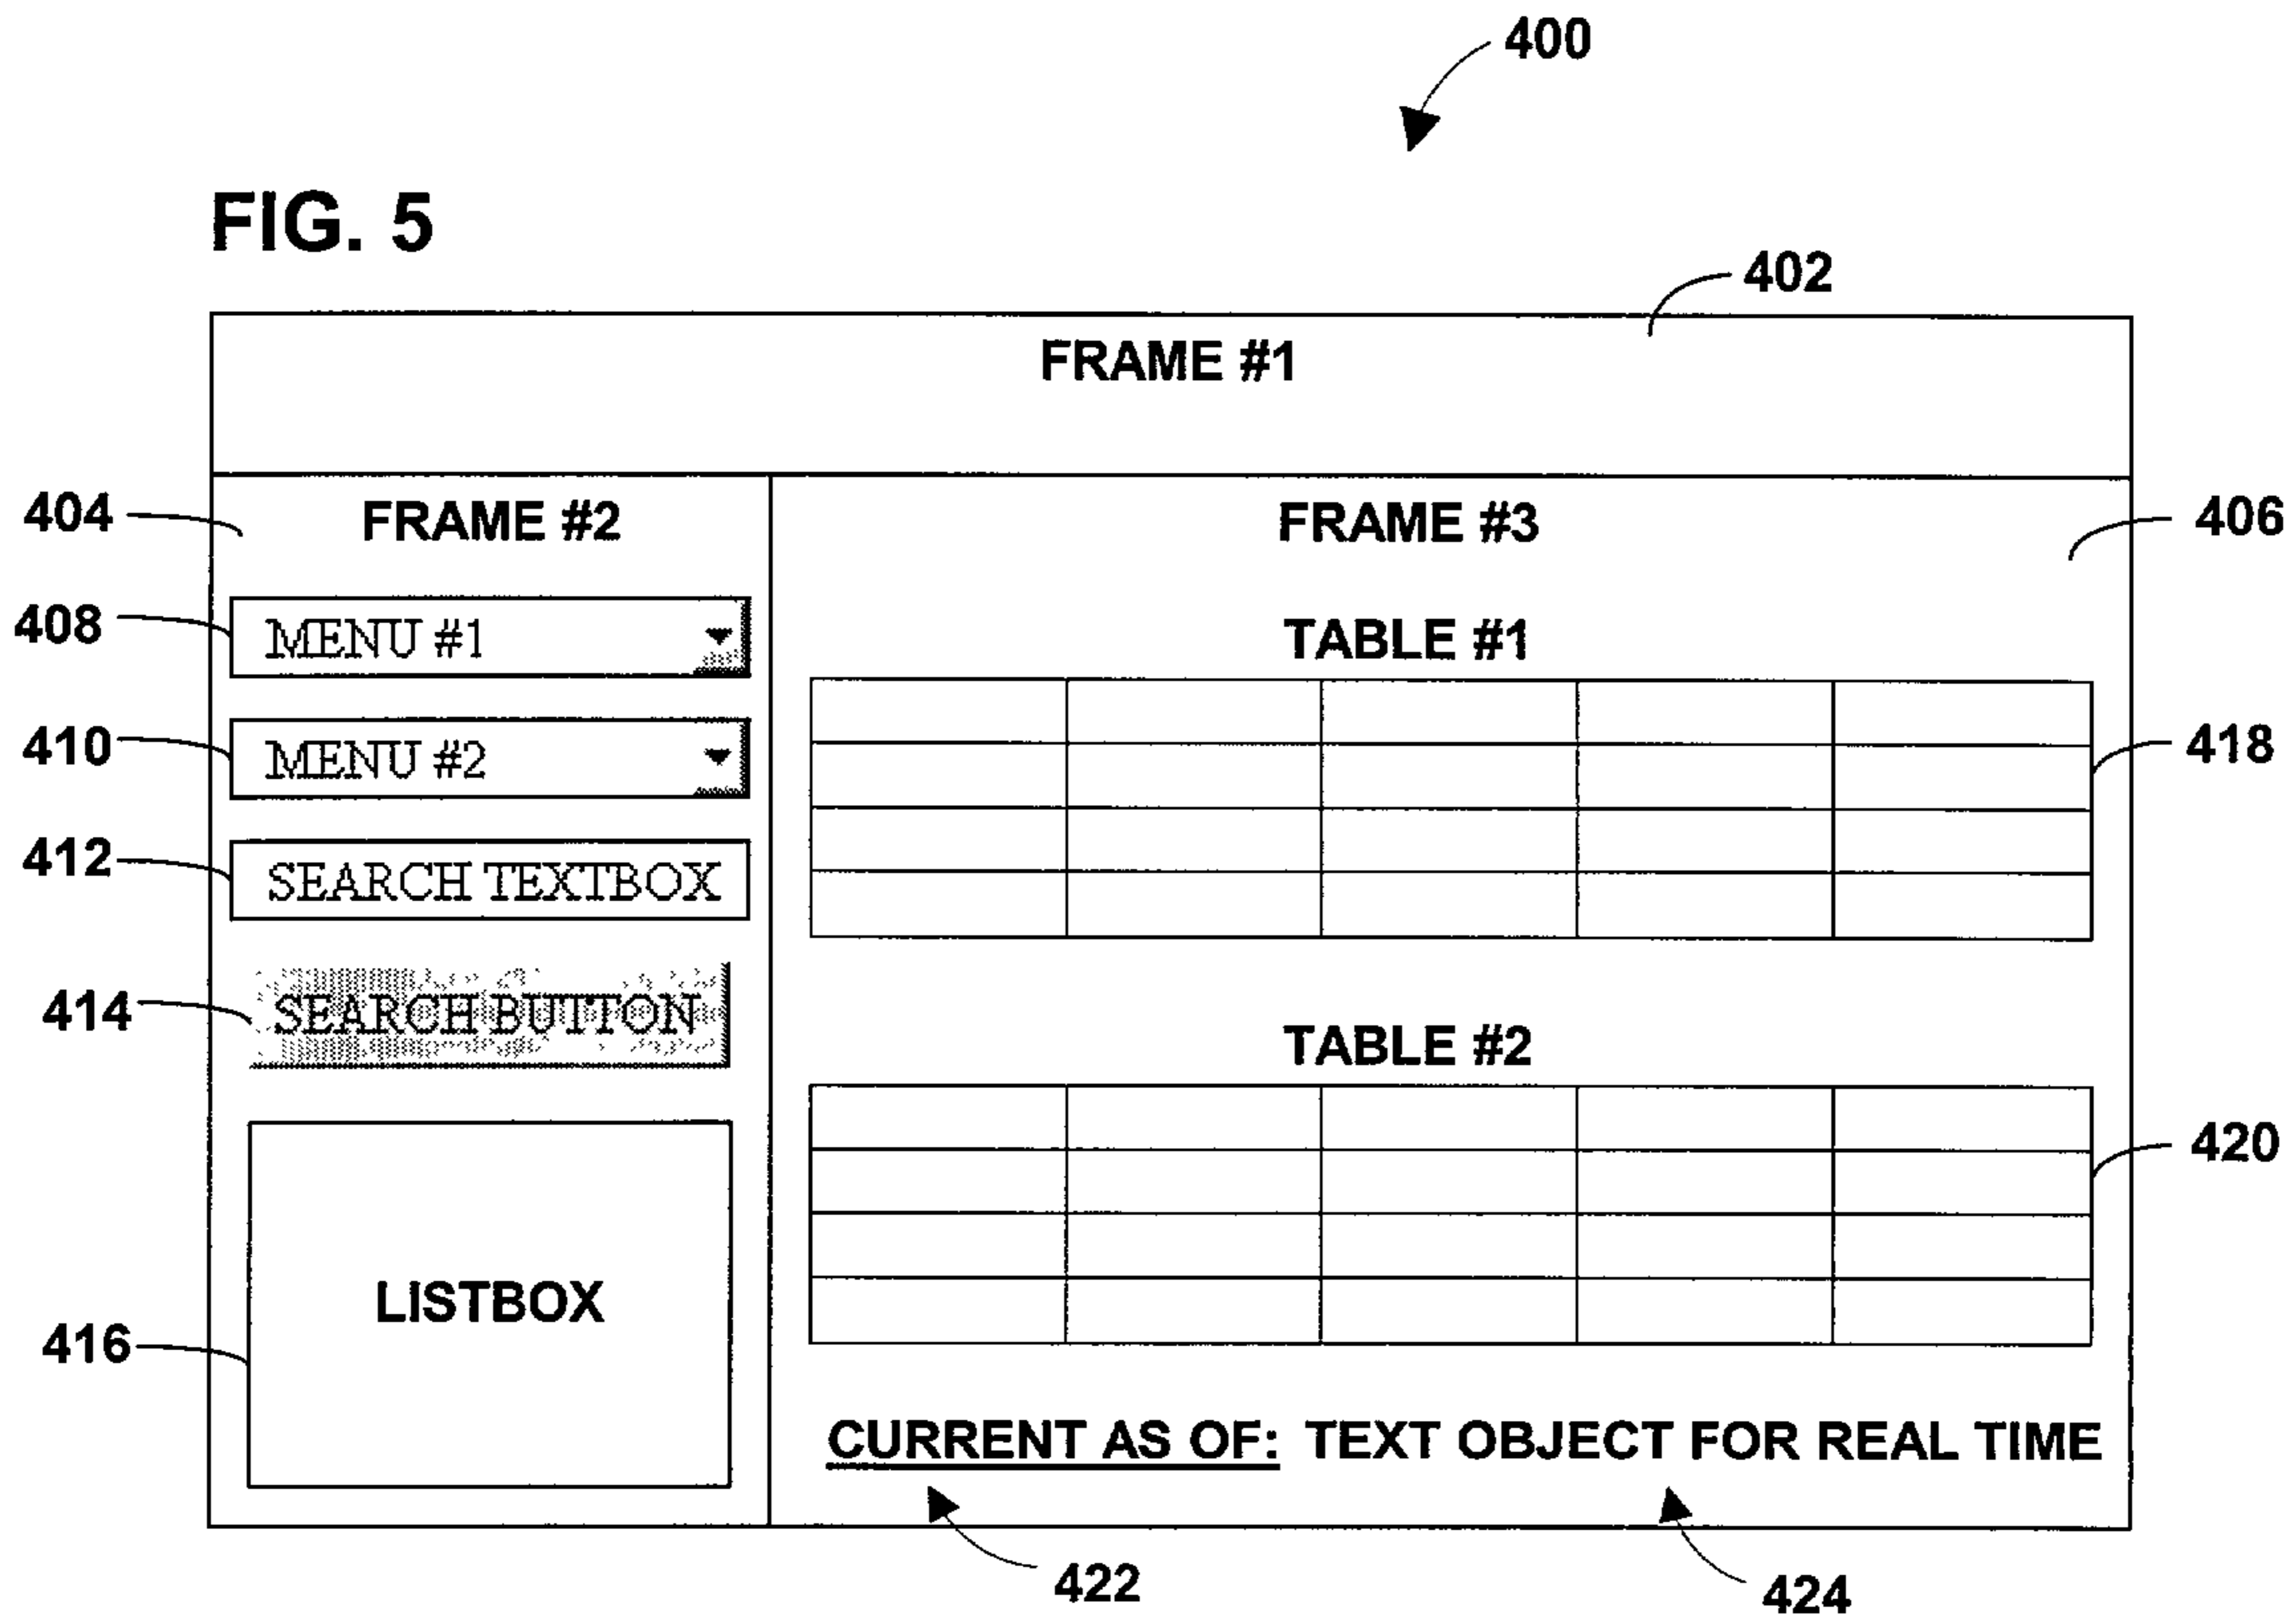 400
FIG. 5
402
FRAME #1
404
FRAME #2
FRAME #3
406
408
MENU #1
TABLE #1
410
MENU #2
418
412
SEARCH TEXTBOX
414
SEARCH BUTTON
TABLE #2
420
LISTBOX
416
CURRENT AS OF: TEXT OBJECT FOR REAL TIME
422
424